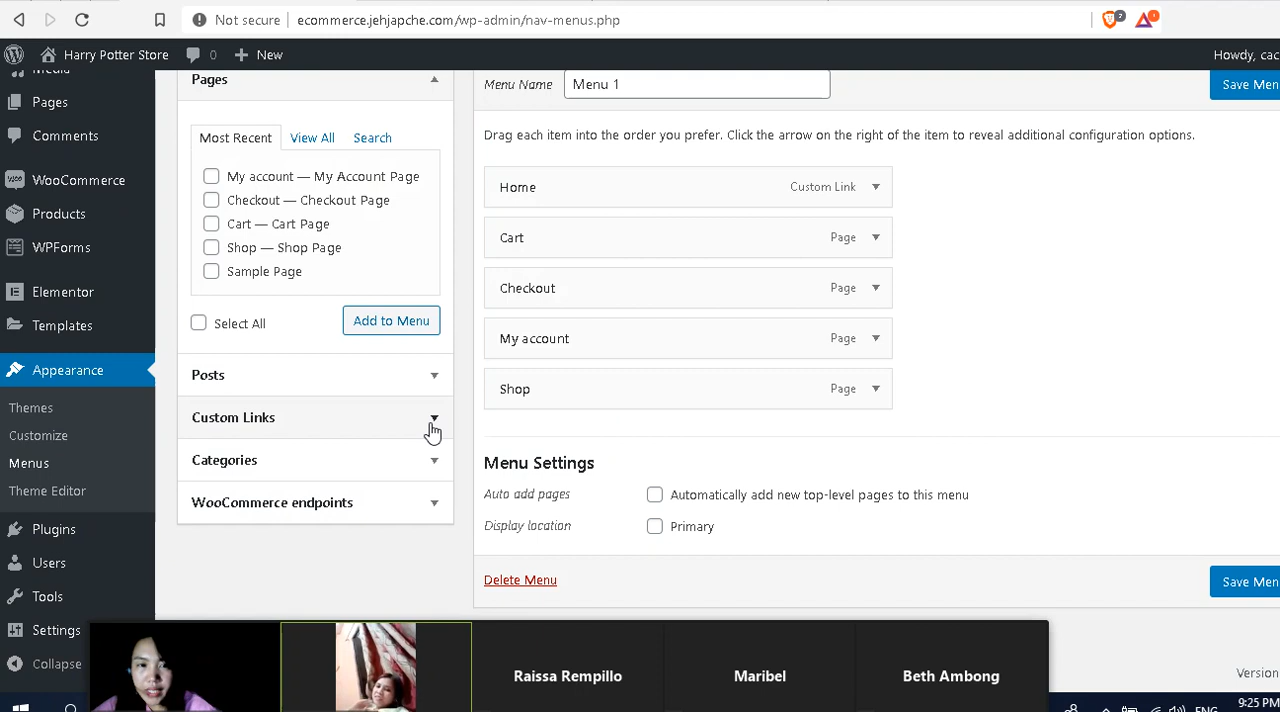 Not secure ecommerce.jehjapche.com/wp-admin/nav-menus.php 2 1
Harry Potter Store 0 New Howdy, cac
Media
Pages
Comments
WooCommerce
Products
WPForms
Elementor
Templates
Appearance
Themes
Customize
Menus
Theme Editor
Plugins
Users
Tools
Settings
Collapse
Pages
Most Recent View All Search
My account — My Account Page
Checkout — Checkout Page
Cart — Cart Page
Shop — Shop Page
Sample Page
Select All Add to Menu
Posts
Custom Links
Categories
WooCommerce endpoints
Menu Name Menu 1 Save Men
Drag each item into the order you prefer. Click the arrow on the right of the item to reveal additional configuration options.
Home Custom Link
Cart Page
Checkout Page
My account Page
Shop Page
Menu Settings
Auto add pages Automatically add new top-level pages to this menu
Display location Primary
Delete Menu Save Men
Version
Raissa Rempillo Maribel Beth Ambong
ENG 9:25 PM